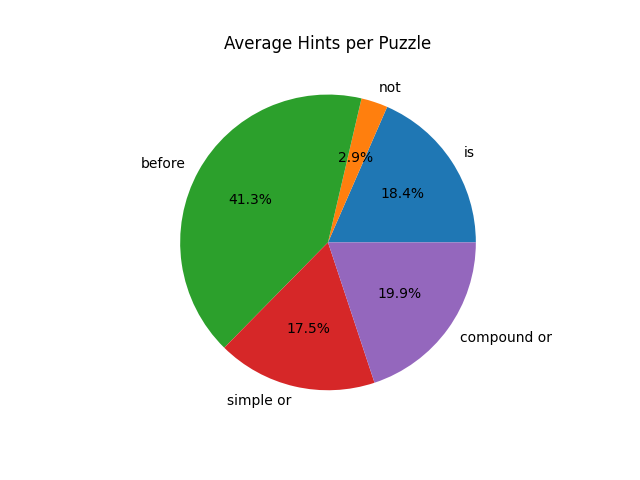 Average Hints per Puzzle
not
is
before
2.9%
18.4%
41.3%
19.9%
17.5%
compound or
simple or